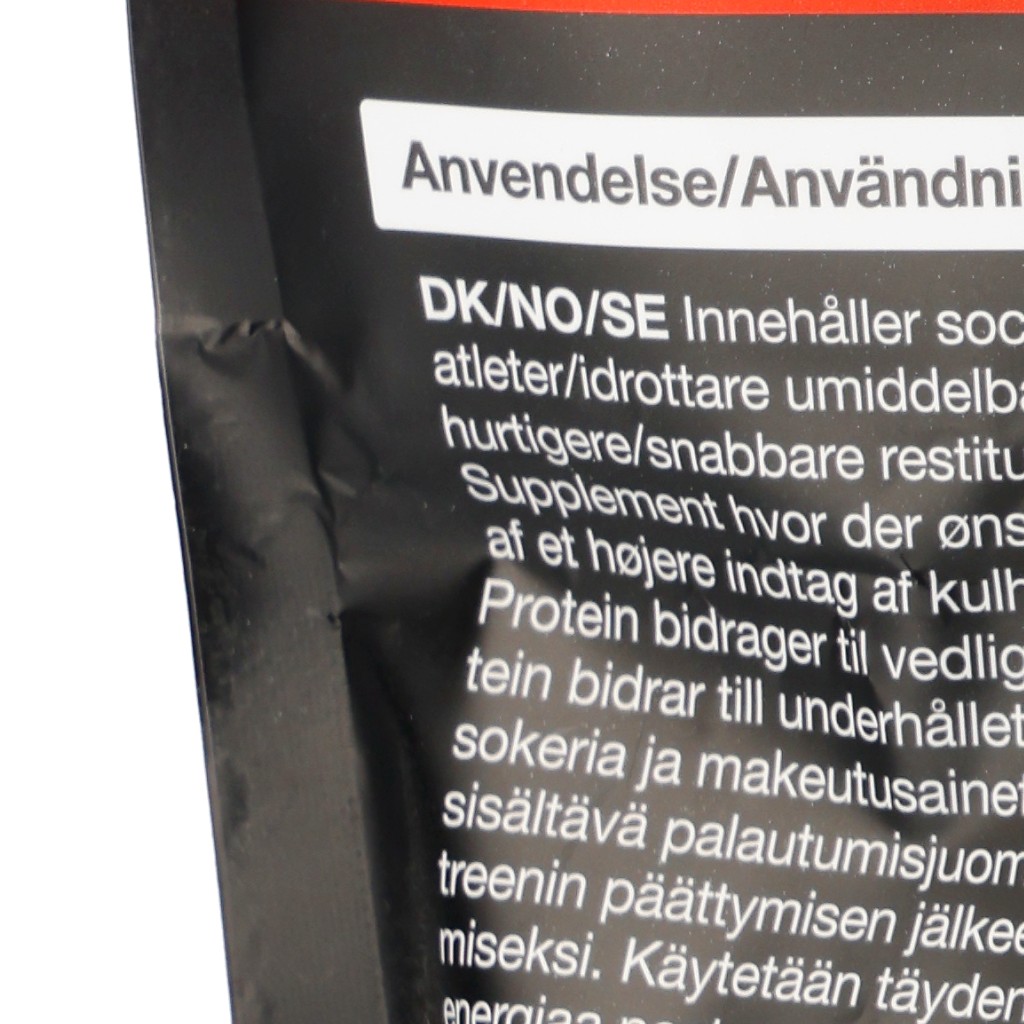 Anvendelse/Användni
DK/NO/SE Innehåller soc
atleter/idrottare umiddelba
hurtigere/snabbare restitu
Supplement hvor der øns
af et højere indtag af kulh
Protein bidrager til vedlig
tein bidrar till underhållet
sokeria ja makeutusainet
sisältävä palautumisjuom
treenin päättymisen jälkee
miseksi. Käytetään täyden
energiaa